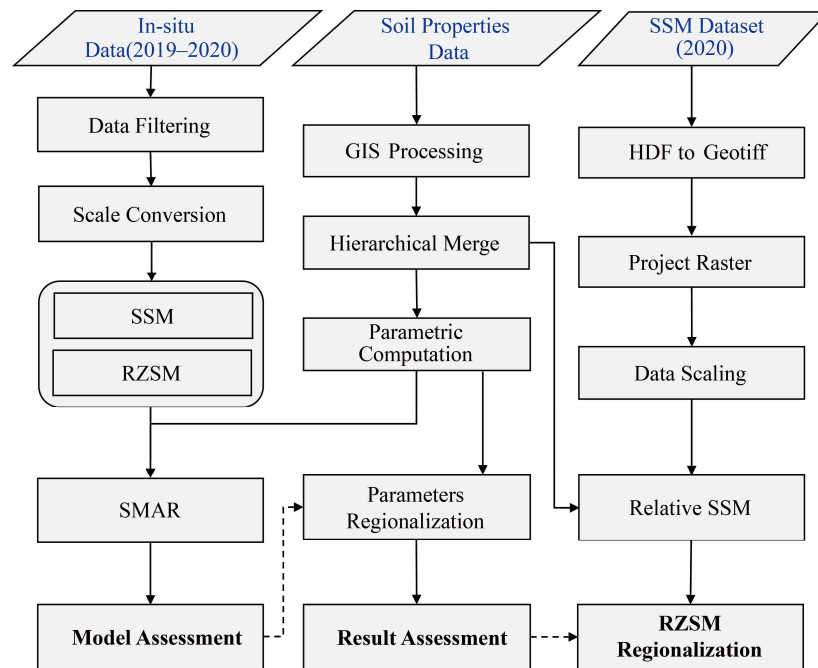 In-situ
Data(2019–2020)
Data Filtering
Scale Conversion
SSM
RZSM
SMAR
Model Assessment
Soil Properties
Data
GIS Processing
Hierarchical Merge
Parametric
Computation
Parameters
Regionalization
Result Assessment
SSM Dataset
(2020)
HDF to Geotiff
Project Raster
Data Scaling
Relative SSM
RZSM
Regionalization